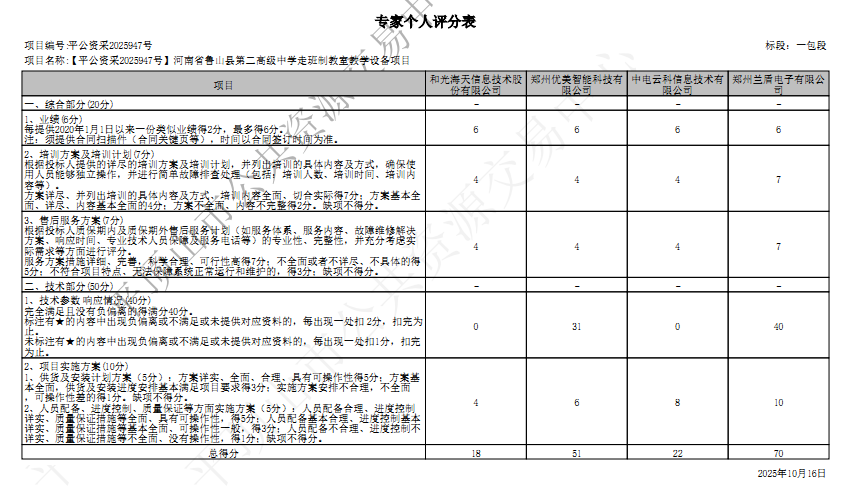 专家个人评分表
项目编号:平公资采2025947号 标段: 一包段
项目名称:【平公资采2025947号】河南省鲁山县第二高级中学走班制教室教学设备项目
项目 和光海天信息技术股份有限公司 郑州优美智能科技有限公司 中电云科信息技术有限公司 郑州兰盾电子有限公司
一、综合部分(20分) - - - -
1、业绩(6分)
每提供2020年1月1日以来一份类似业绩得2分，最多得6分。
注: 须提供合同扫描件（合同关键页等），时间以合同签订时间为准。
6 6 6 6
2、培训方案及培训计划(7分)
根据投标人提供的详尽的培训方案及培训计划，并列出培训的具体内容及方式，确保使
用人员能够独立操作，并进行简单故障排查处理（包括：培训人数、培训时间、培训内
容等）。
方案详尽、并列出培训的具体内容及方式、培训内容全面、切合实际得7分；方案基本全
面、详尽、内容基本全面的4分；方案不全面、内容不完整得2分。缺项不得分。
4 4 4 7
3、售后服务方案(7分)
根据投标人质保期内及质保期外售后服务计划（如服务体系、服务内容、故障维修解决
方案、响应时间、专业技术人员保障及服务电话等）的专业性、完整性，并充分考虑实
际需求等方面进行评分。
服务方案措施详细、完善，科学合理、可行性高得7分；不全面或者不详尽、不具体的得
5分；不符合项目特点、无法保障系统正常运行和维护的，得3分；缺项不得分。
4 4 4 7
二、技术部分(50分) - - - -
1、技术参数 响应情况(40分)
完全满足且没有负偏离的得满分40分。
标注有★的内容中出现负偏离或不满足或未提供对应资料的，每出现一处扣 2分，扣完为
止。
未标注有★的内容中出现负偏离或不满足或未提供对应资料的，每出现一处扣1分，扣完
为止。
0 31 0 40
2、项目实施方案(10分)
1、供货及安装计划方案（5分）：方案详实、全面、合理、具有可操作性得5分；方案基
本全面，供货及安装进度安排基本满足项目要求得3分；实施方案安排不合理，不全面
，可操作性差的得1分。缺项不得分。
2、人员配备、进度控制、质量保证等方面实施方案（5分）：人员配备合理、进度控制
详实、质量保证措施等全面、具有可操作性，得5分；人员配备基本合理、进度控制基本
详实、质量保证措施等基本全面、可操作性一般，得3分；人员配备不合理、进度控制不
详实、质量保证措施等不全面、没有操作性，得1分；缺项不得分。
4 6 8 10
总得分 18 51 22 70
2025年10月16日
平顶山市公共资源交易中心
平顶山市公共资源交易中心